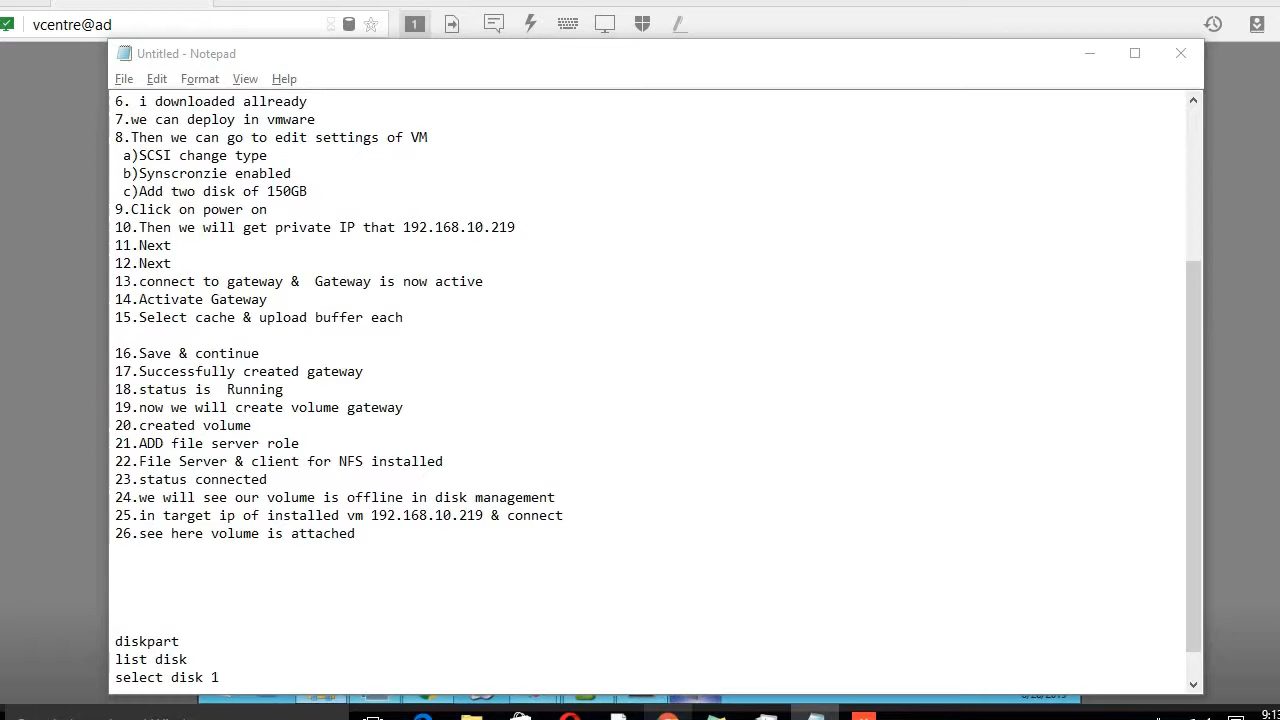 vcentre@ad
1
Untitled - Notepad
File Edit Format View Help
6. i downloaded allready
7.we can deploy in vmware
8.Then we can go to edit settings of VM
a)SCSI change type
b)Synscronzie enabled
c)Add two disk of 150GB
9.Click on power on
10.Then we will get private IP that 192.168.10.219
11.Next
12.Next
13.connect to gateway & Gateway is now active
14.Activate Gateway
15.Select cache & upload buffer each
16.Save & continue
17.Successfully created gateway
18.status is Running
19.now we will create volume gateway
20.created volume
21.ADD file server role
22.File Server & client for NFS installed
23.status connected
24.we will see our volume is offline in disk management
25.in target ip of installed vm 192.168.10.219 & connect
26.see here volume is attached
diskpart
list disk
select disk 1